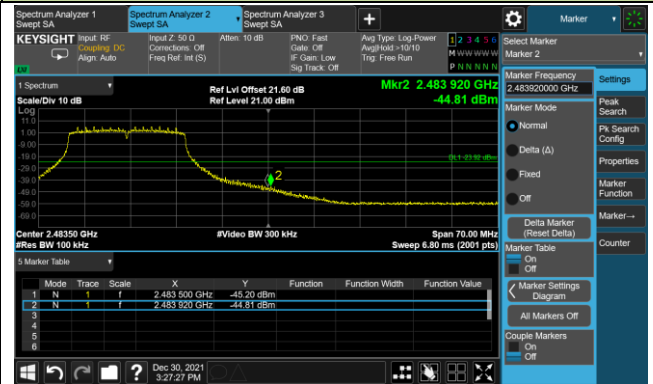 Spectrum Analyzer 1
Swept SA
Spectrum Analyzer 2
Swept SA
Spectrum Analyzer 3
Swept SA
+
Marker
KEYSIGHT
Input: RF
Coupling: DC
Align: Auto
Input Z: 50 Ω
Corrections: Off
Freq Ref: Int (S)
Atten: 10 dB
PNO: Fast
Gate: Off
IF Gain: Low
Sig Track: Off
Avg Type: Log-Power
Avg|Hold:>10/10
Trig: Free Run
1 2 3 4 5 6
M W W W W W
P N N N N N
Select Marker
Marker 2
1 Spectrum
Scale/Div 10 dB
Log
Ref Lvl Offset 21.60 dB
Ref Level 21.00 dBm
Mkr2 2.483 920 GHz
-44.81 dBm
11.0
1.00
-9.00
-19.0
-29.0
-39.0
-49.0
-59.0
-69.0
DL1 -23.92 dBm
2
Center 2.48350 GHz
#Res BW 100 kHz
#Video BW 300 kHz
Span 70.00 MHz
Sweep 6.80 ms (2001 pts)
5 Marker Table
Mode Trace Scale X Y Function Function Width Function Value
1 N 1 f 2.483 500 GHz -45.20 dBm
2 N 1 f 2.483 920 GHz -44.81 dBm
3
4
5
6
Marker Frequency
2.483920000 GHz
Marker Mode
Normal
Delta (Δ)
Fixed
Off
Delta Marker
(Reset Delta)
Marker Table
On
Off
Marker Settings
Diagram
All Markers Off
Couple Markers
On
Off
Settings
Peak
Search
Pk Search
Config
Properties
Marker
Function
Marker→
Counter
?
Dec 30, 2021
3:27:27 PM